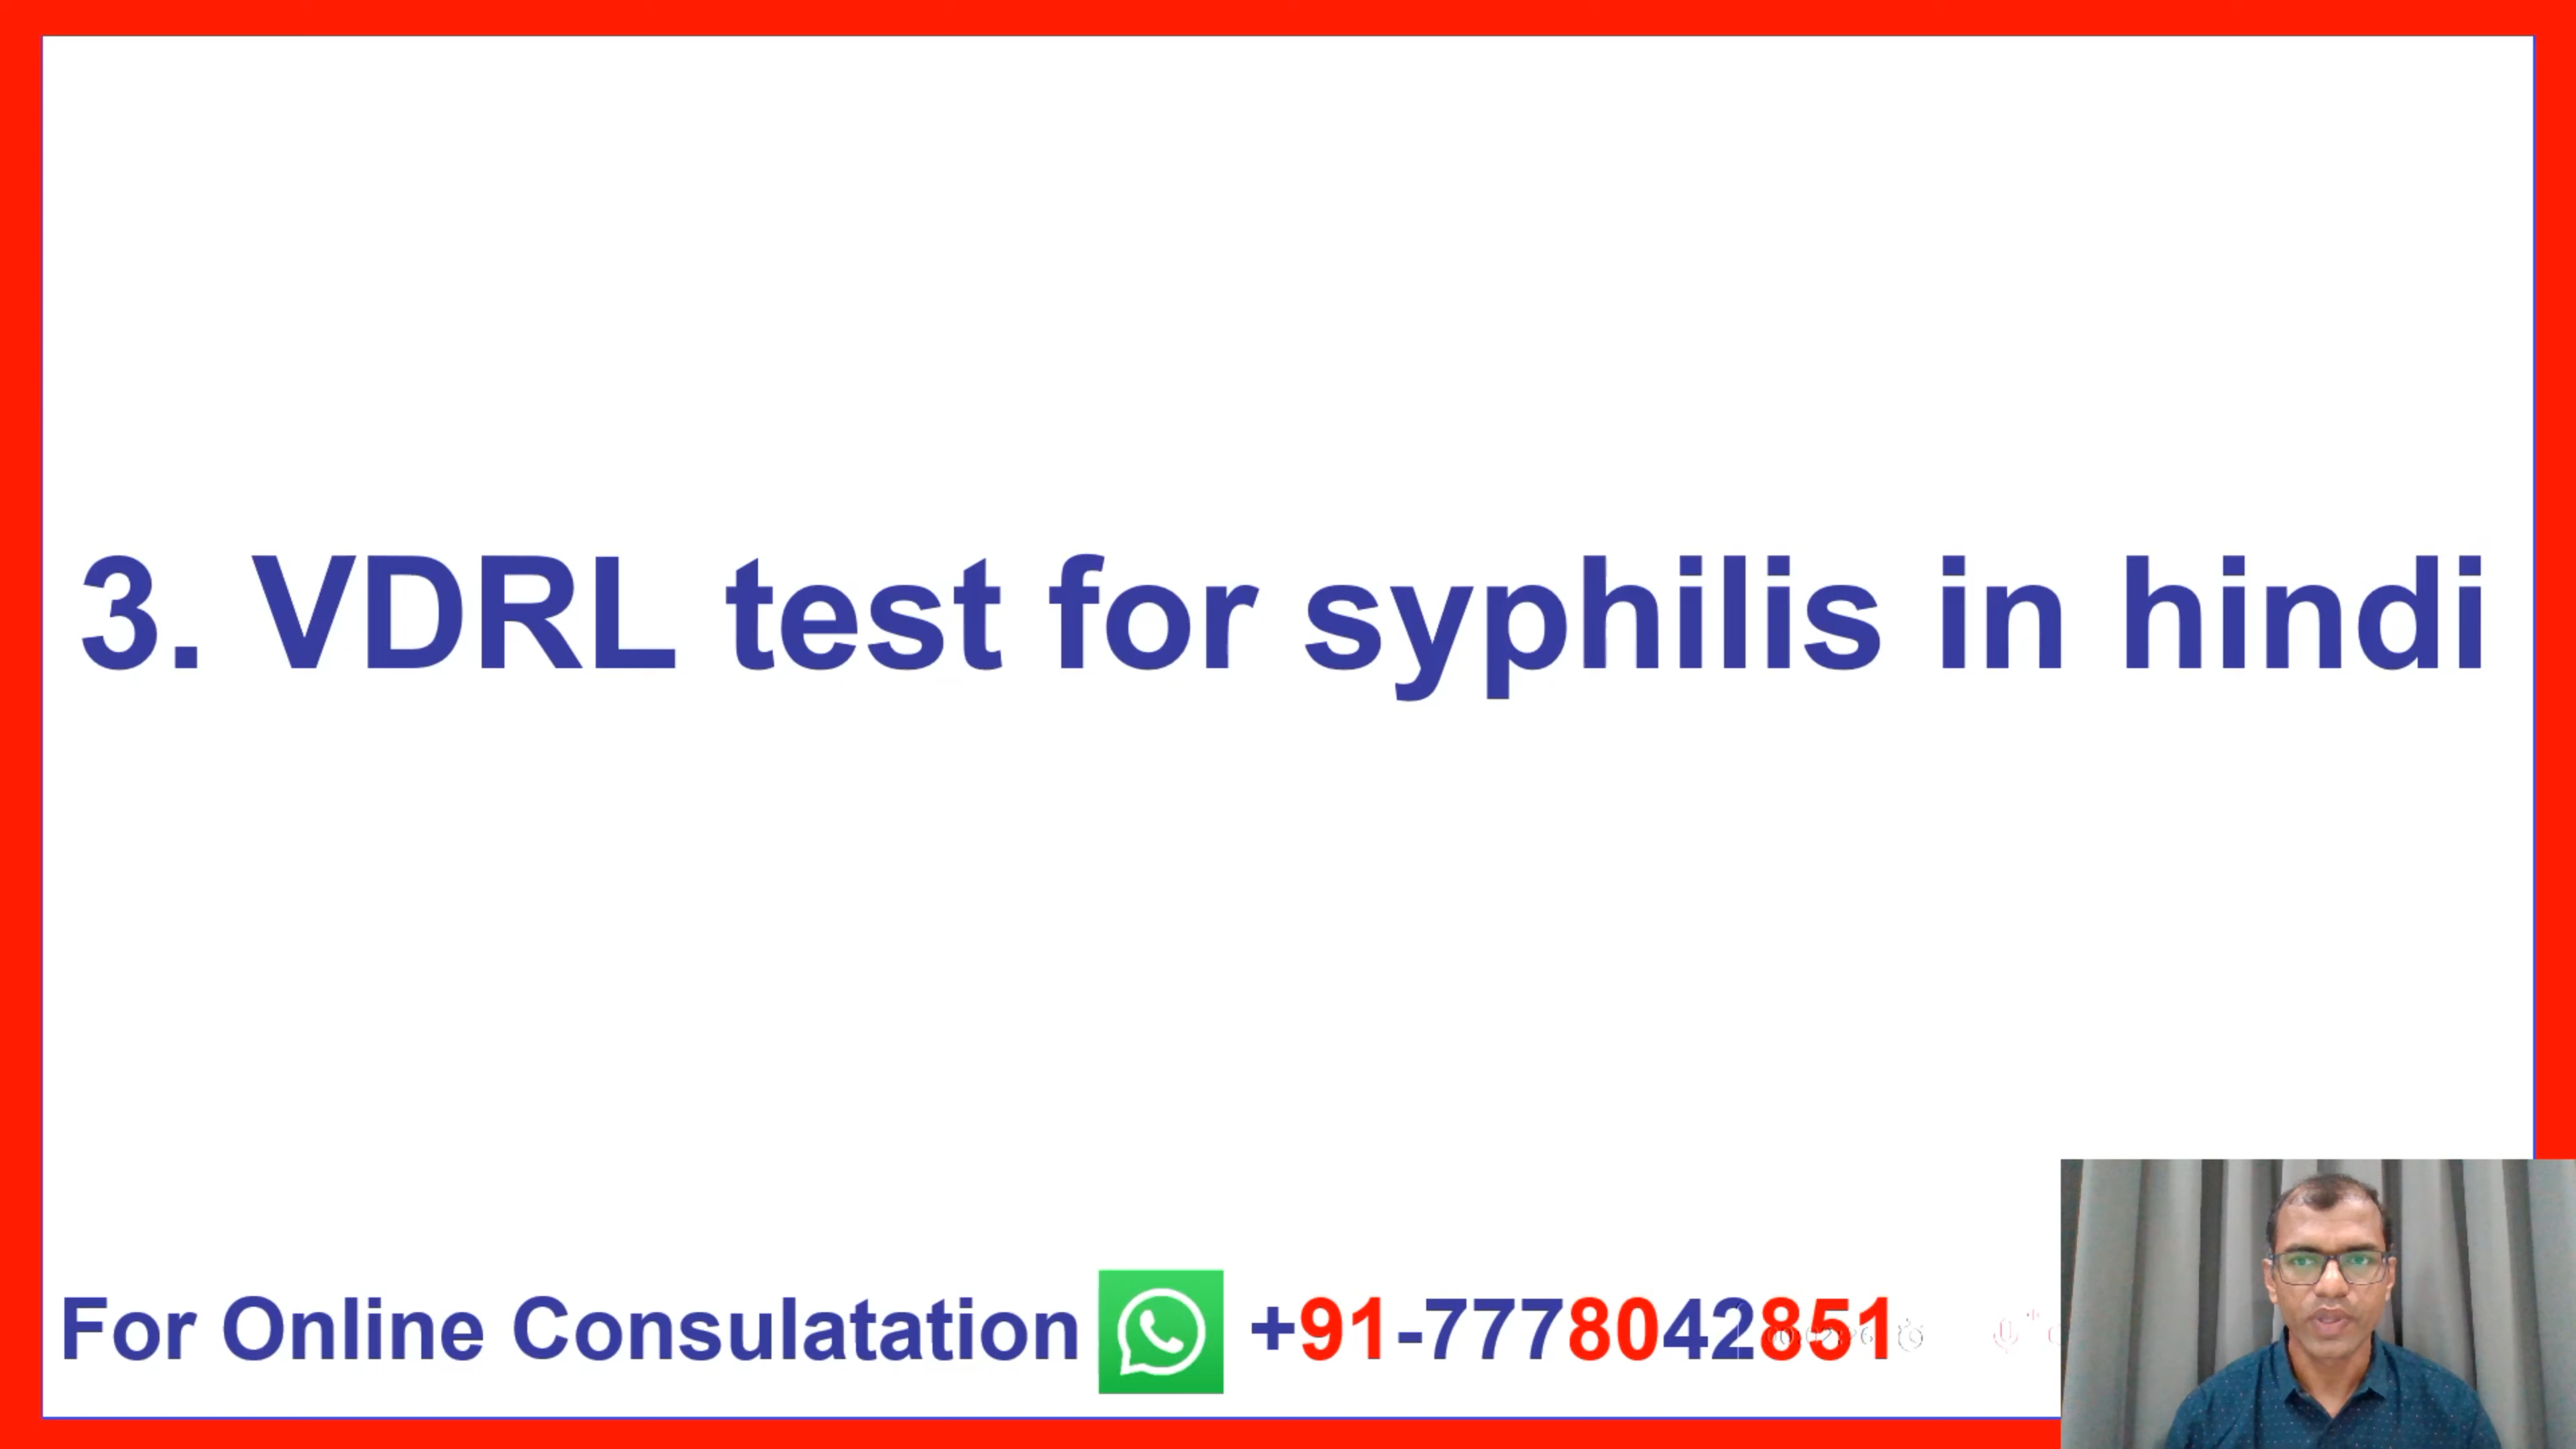 3. VDRL test for syphilis in hindi
For Online Consulatation +91-7778042851